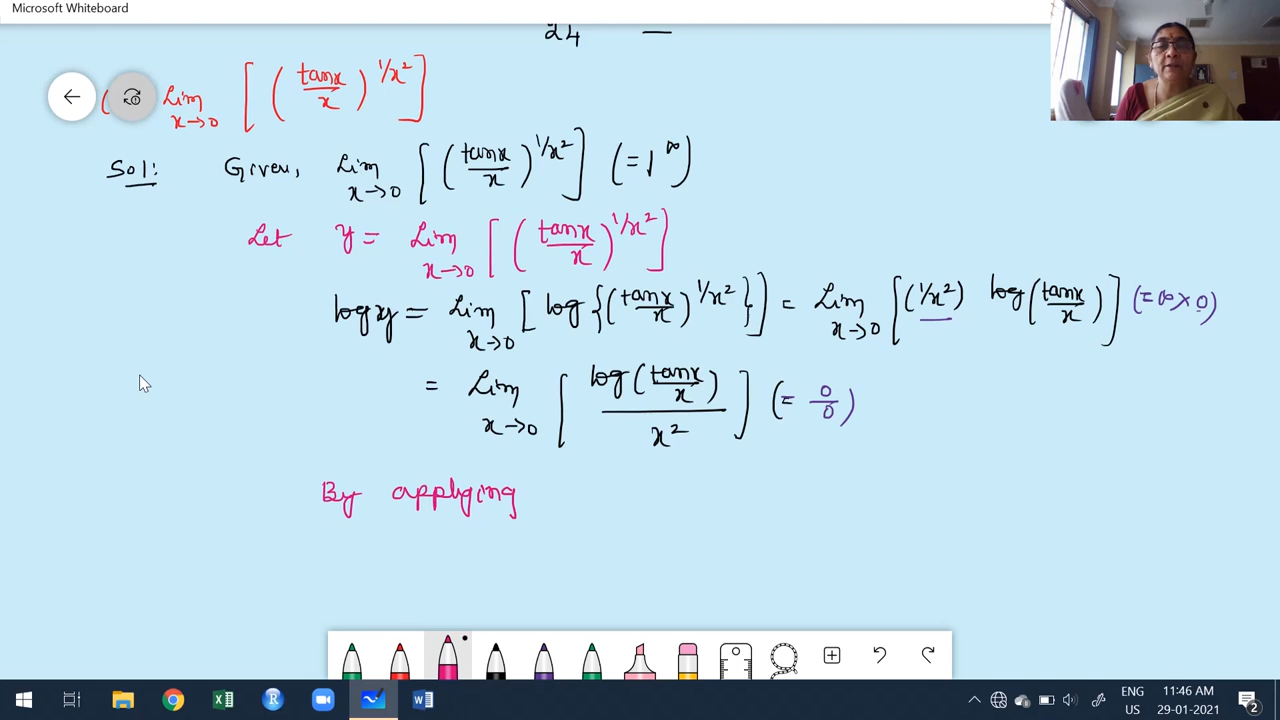 Microsoft Whiteboard
24
( Lim x→0 [ ( tanx / x )^1/x² ]
Sol: Given, Lim x→0 [ ( tanx / x )^1/x² ] (= 1^∞)
Let y = Lim x→0 [ ( tanx / x )^1/x² ]
log y = Lim x→0 [ log { ( tanx / x )^1/x² } ] = Lim x→0 [ (1/x²) log ( tanx / x ) ] (= ∞ × 0)
= Lim x→0 [ log ( tanx / x ) / x² ] (= 0/0)
By applying
ENG
US
11:46 AM
29-01-2021
2